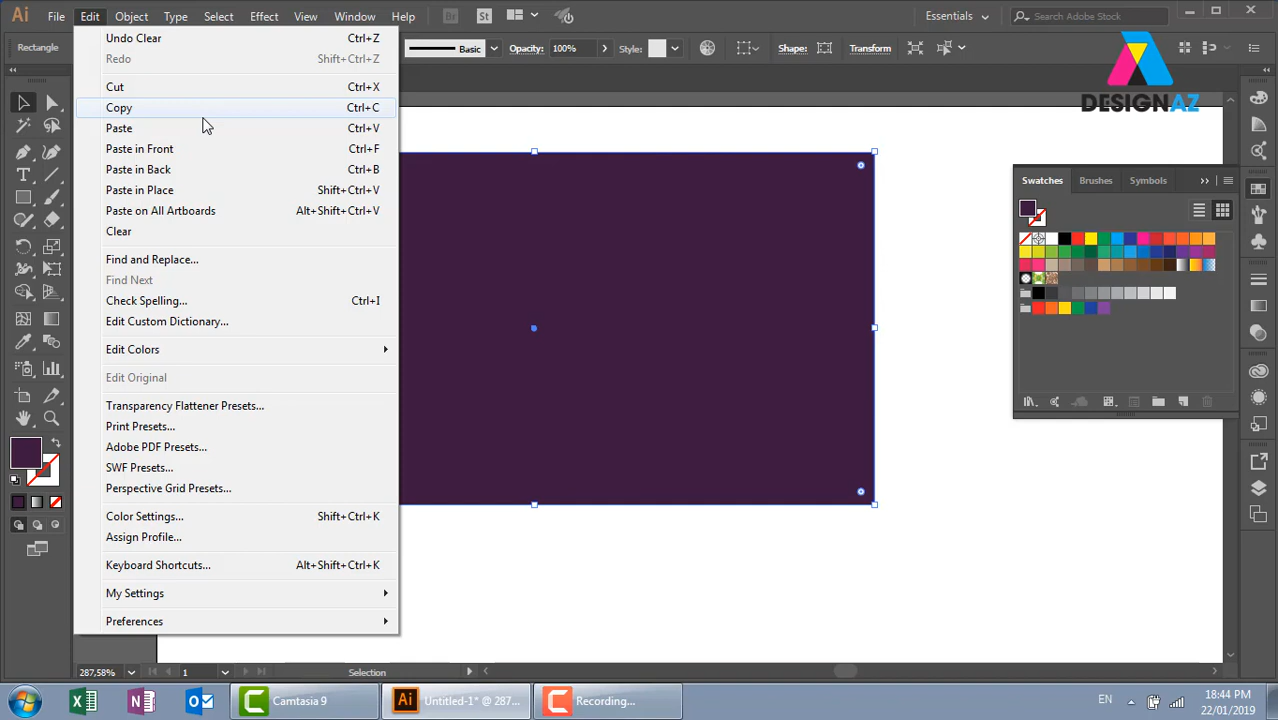 Ai File Edit Object Type Select Effect View Window Help Br St Essentials Search Adobe Stock
Rectangle Basic Opacity: 100% Style: Shape: Transform
DESIGNAZ
Undo Clear Ctrl+Z
Redo Shift+Ctrl+Z
Cut Ctrl+X
Copy Ctrl+C
Paste Ctrl+V
Paste in Front Ctrl+F
Paste in Back Ctrl+B
Paste in Place Shift+Ctrl+V
Paste on All Artboards Alt+Shift+Ctrl+V
Clear
Find and Replace...
Find Next
Check Spelling... Ctrl+I
Edit Custom Dictionary...
Edit Colors
Edit Original
Transparency Flattener Presets...
Print Presets...
Adobe PDF Presets...
SWF Presets...
Perspective Grid Presets...
Color Settings... Shift+Ctrl+K
Assign Profile...
Keyboard Shortcuts... Alt+Shift+Ctrl+K
My Settings
Preferences
Swatches Brushes Symbols
287,58% 1 Selection
Camtasia 9 Ai Untitled-1* @ 287... Recording... EN 18:44 PM
22/01/2019